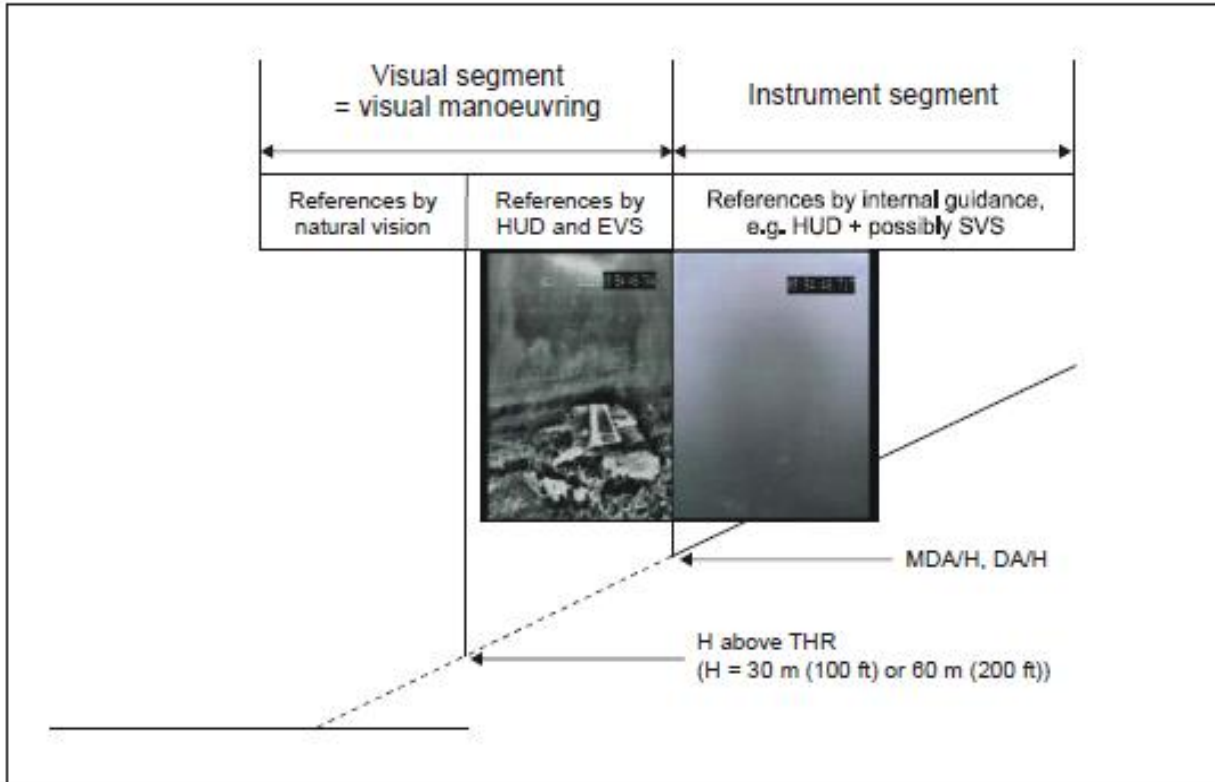 Visual segment
= visual manoeuvring
Instrument segment
References by
natural vision
References by
HUD and EVS
References by internal guidance,
e.g. HUD + possibly SVS
MDA/H, DA/H
H above THR
(H = 30 m (100 ft) or 60 m (200 ft))